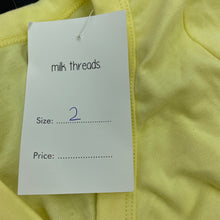 milk threads.
Size: 2
Price: ..................